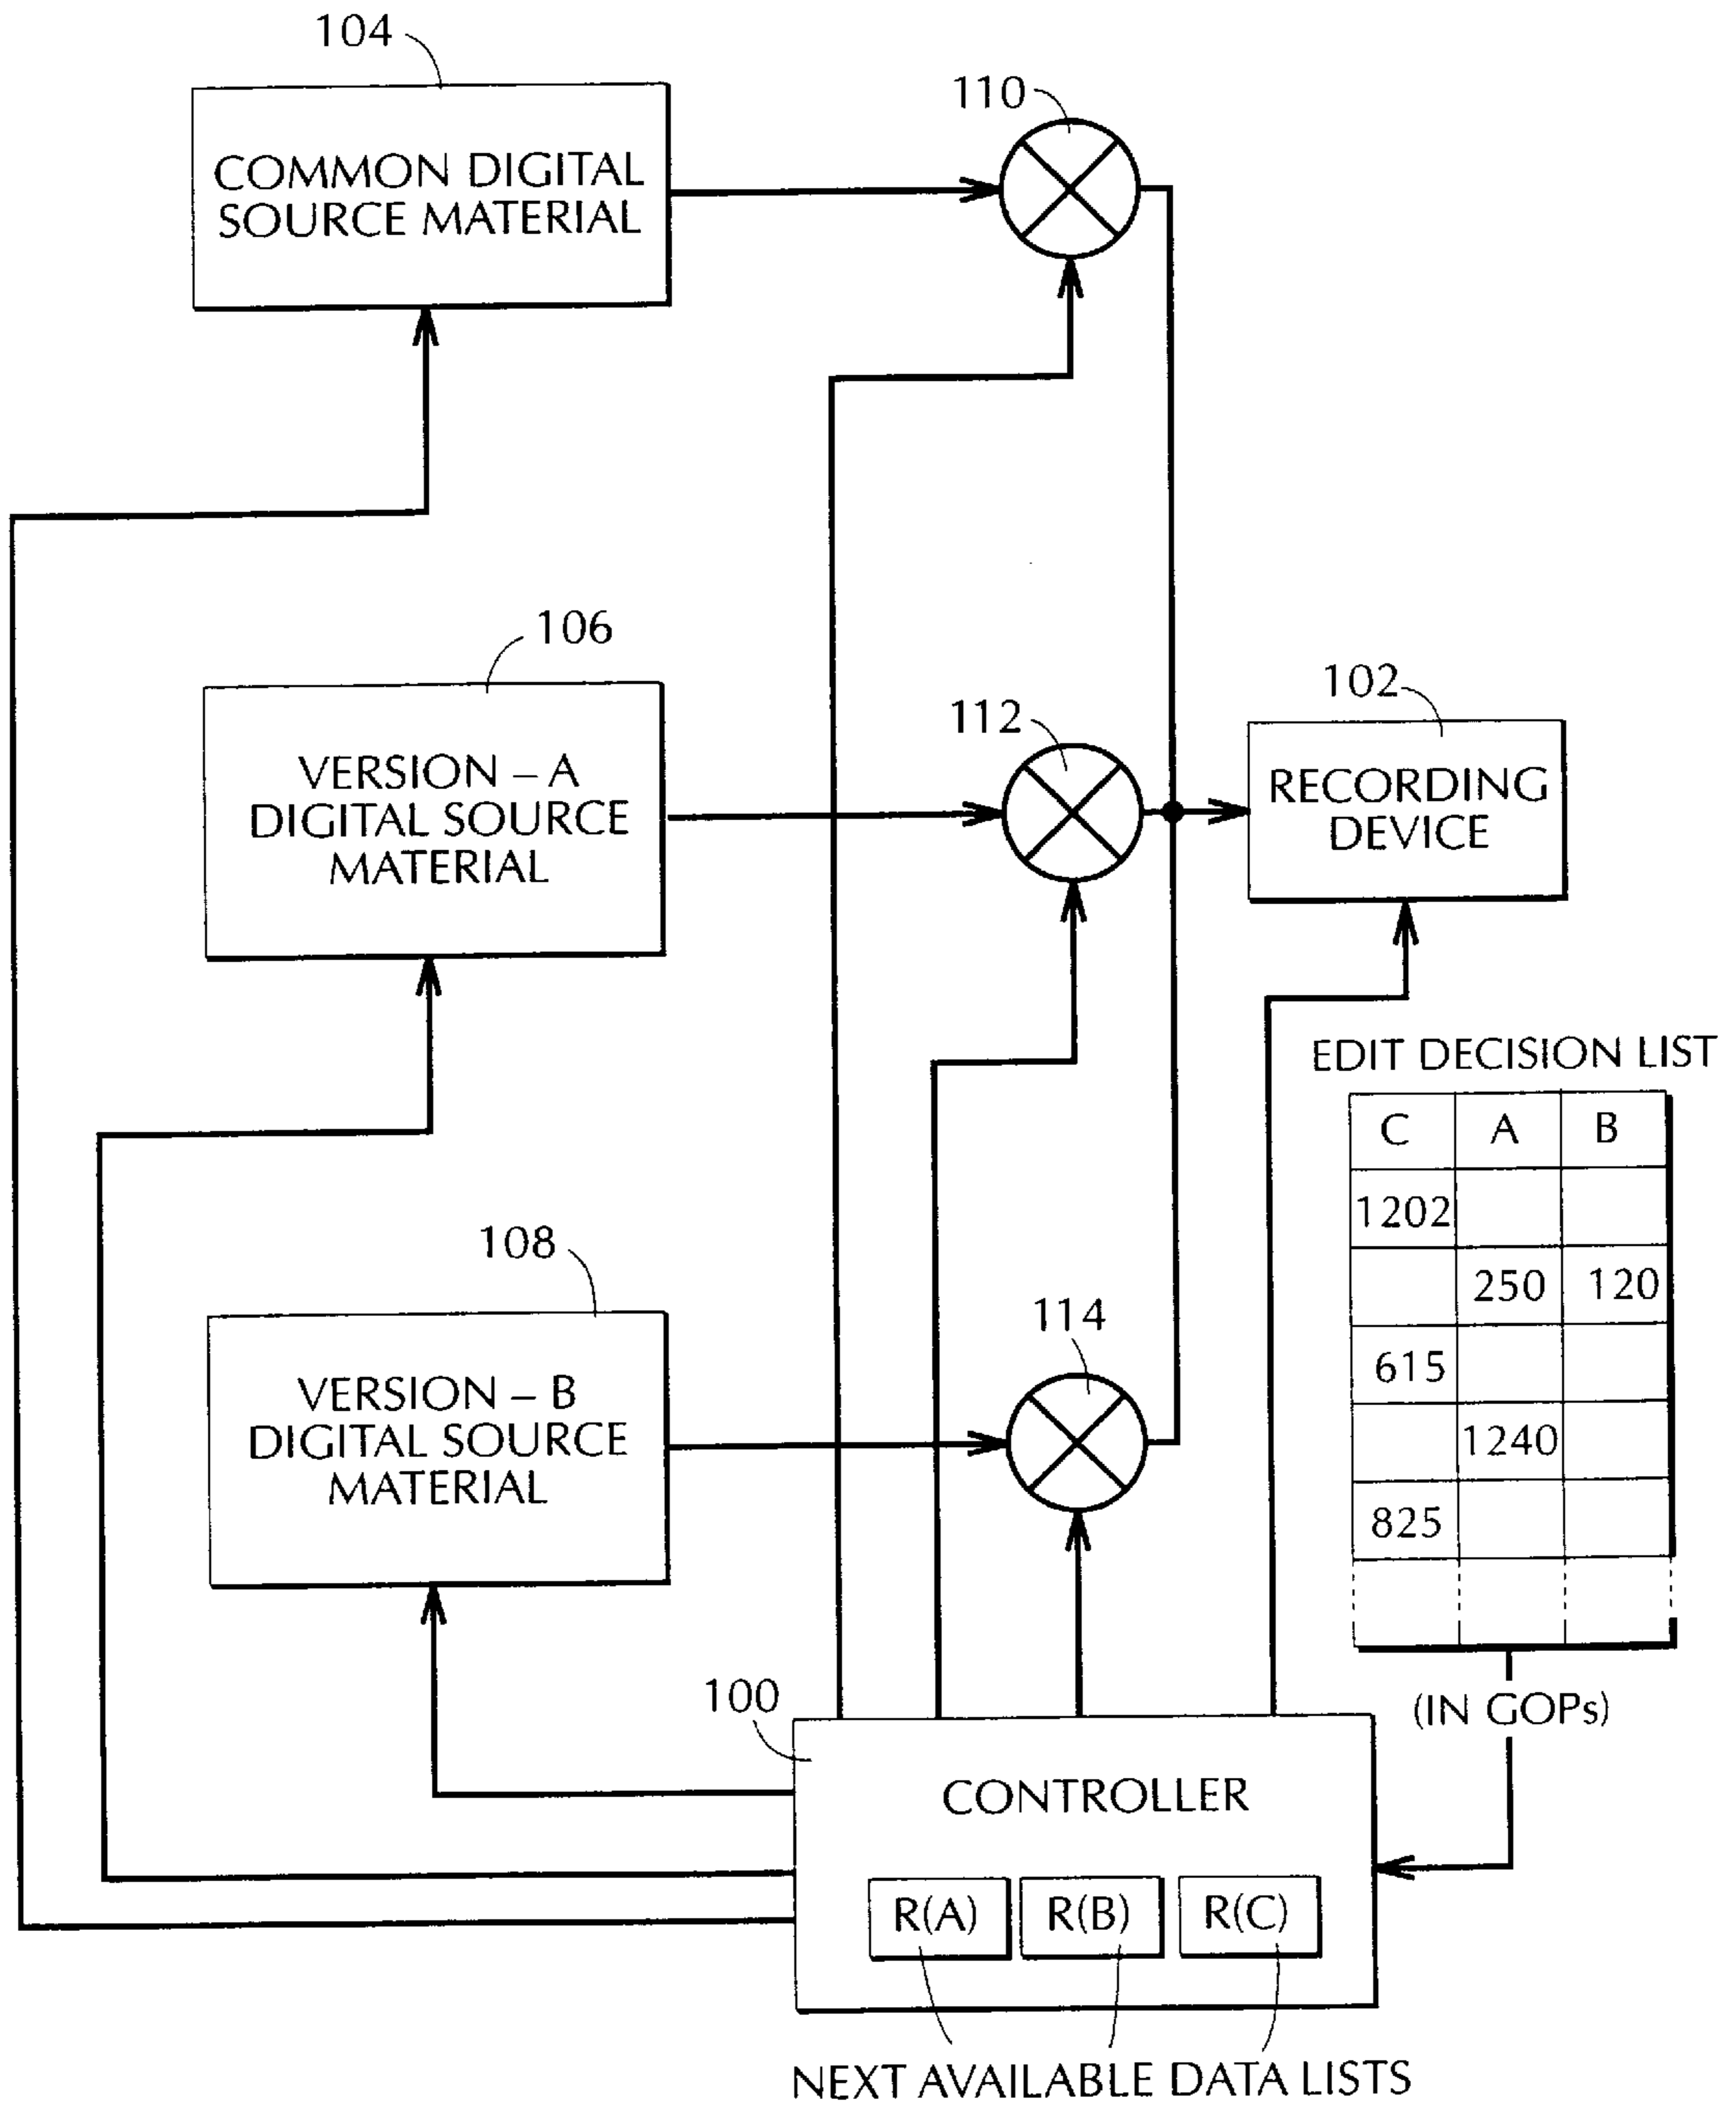 104
COMMON DIGITAL
SOURCE MATERIAL
110
106
VERSION – A
DIGITAL SOURCE
MATERIAL
112
102
RECORDING
DEVICE
108
VERSION – B
DIGITAL SOURCE
MATERIAL
114
EDIT DECISION LIST
C A B
1202
250 120
615
1240
825
(IN GOPs)
100
CONTROLLER
R(A) R(B) R(C)
NEXT AVAILABLE DATA LISTS